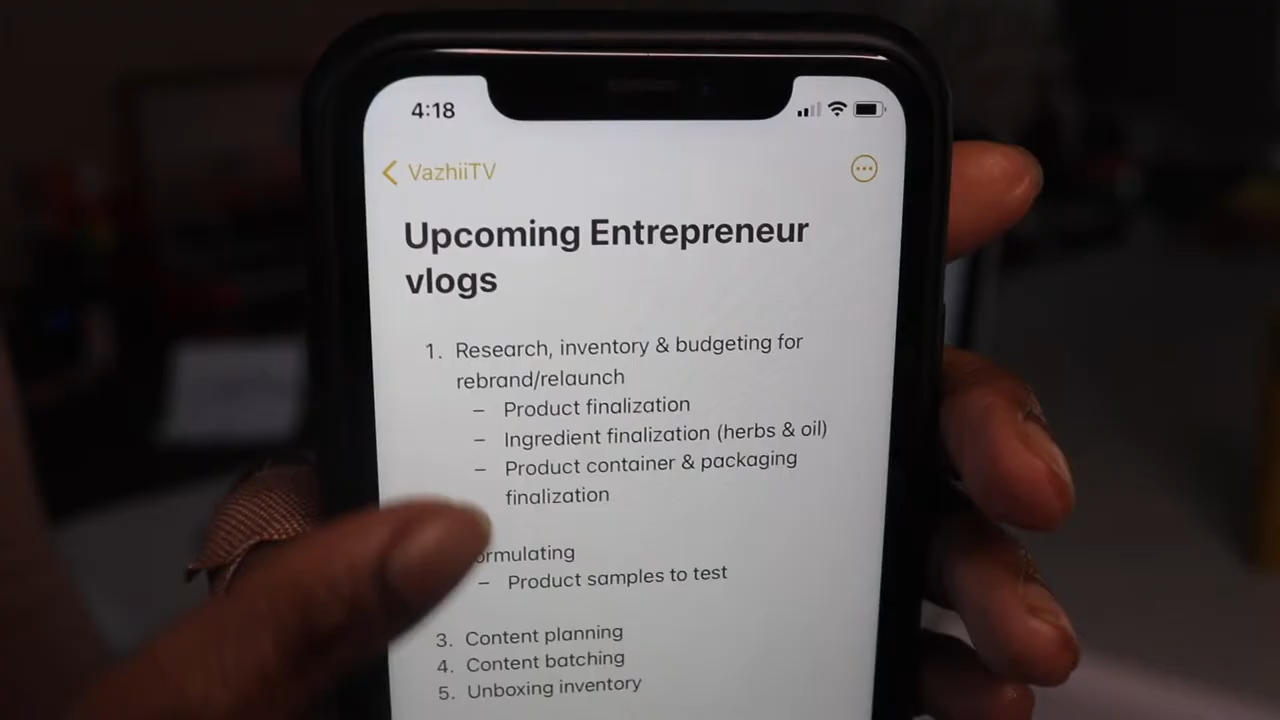 4:18
VazhiiTV
Upcoming Entrepreneur
vlogs
1. Research, inventory & budgeting for
rebrand/relaunch
– Product finalization
– Ingredient finalization (herbs & oil)
– Product container & packaging
finalization
ormulating
– Product samples to test
3. Content planning
4. Content batching
5. Unboxing inventory